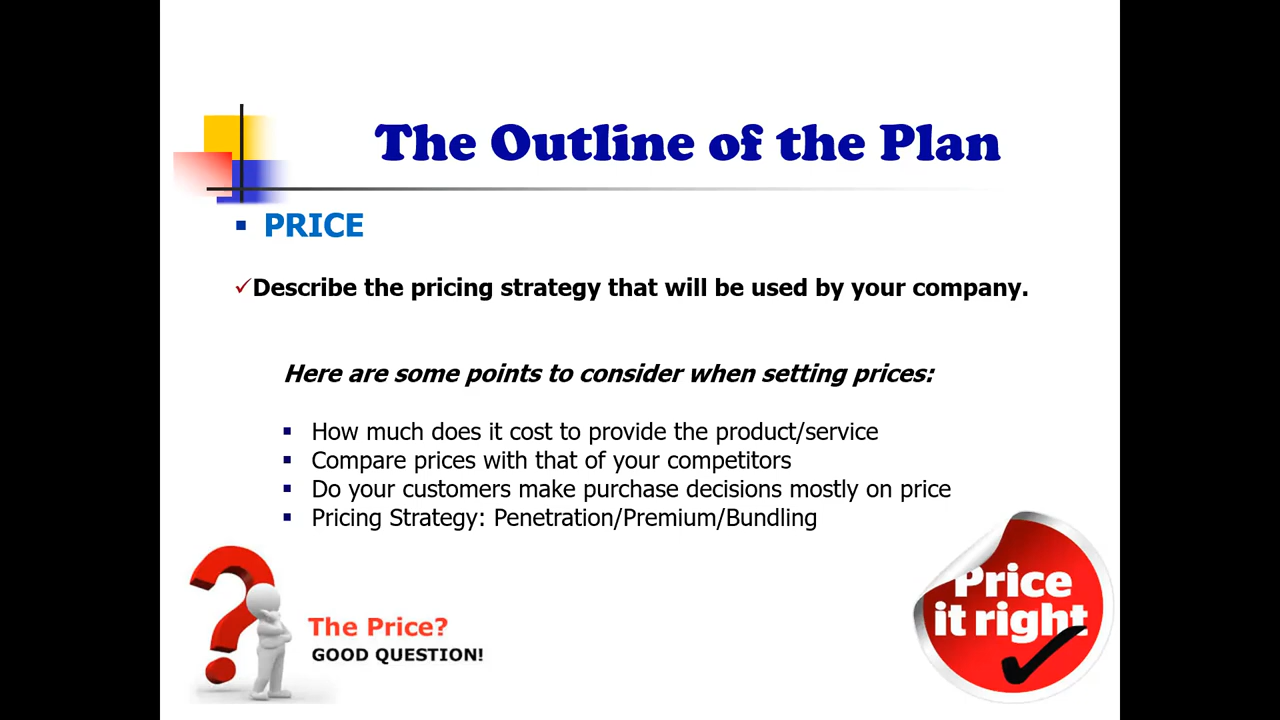 The Outline of the Plan
PRICE
Describe the pricing strategy that will be used by your company.
Here are some points to consider when setting prices:
How much does it cost to provide the product/service
Compare prices with that of your competitors
Do your customers make purchase decisions mostly on price
Pricing Strategy: Penetration/Premium/Bundling
The Price?
GOOD QUESTION!
Price
it right